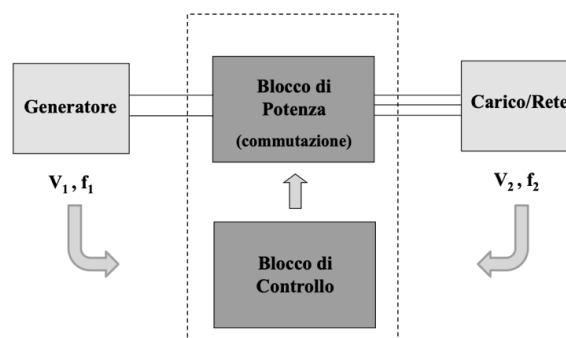 Generatore
Blocco di
Potenza
(commutazione)
Carico/Rete
V1 , f1
V2 , f2
Blocco di
Controllo